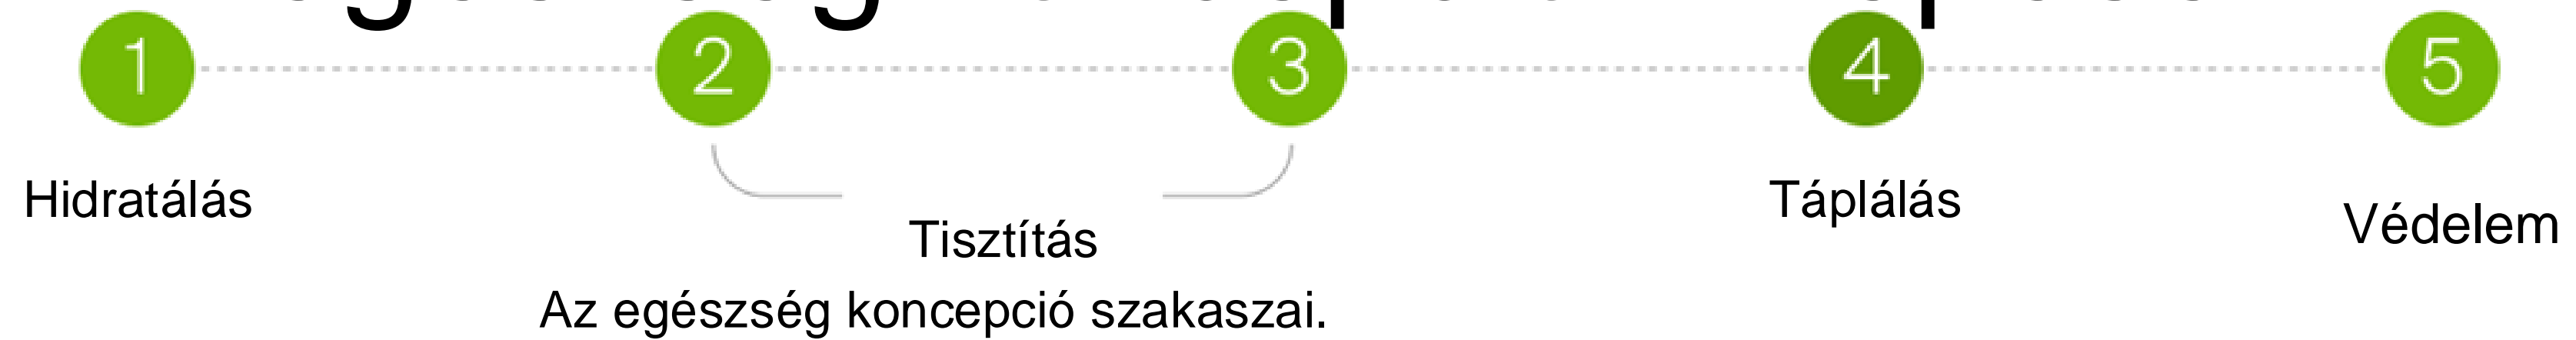 1 2 3 4 5
Hidratálás
Táplálás
Védelem
Tisztítás
Az egészség koncepció szakaszai.